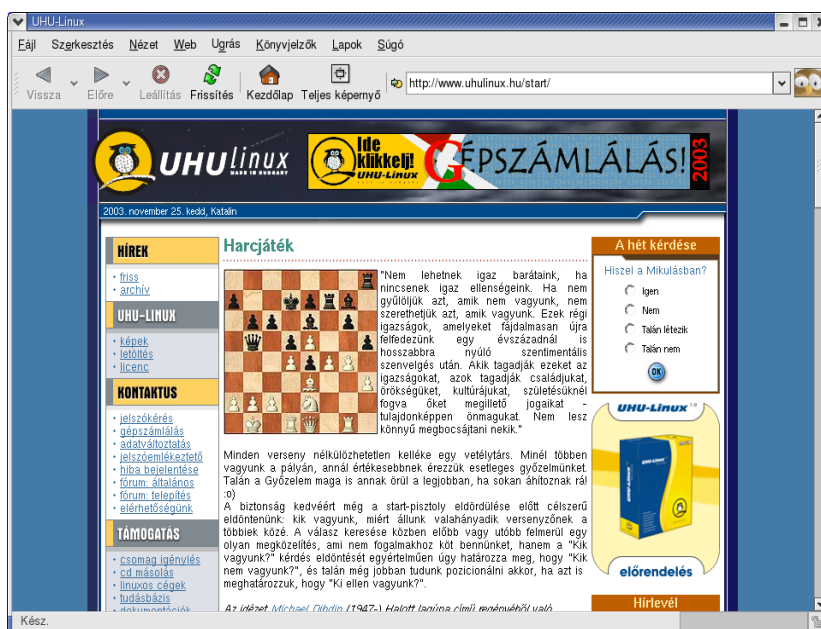 UHU-Linux
Fájl Szerkesztés Nézet Web Ugrás Könyvjelzők Lapok Súgó
Vissza Előre Leállítás Frissítés Kezdőlap Teljes képernyő http://www.uhulinux.hu/start/
UHU linux
MADE IN HUNGARY
Ide klikkelj!
UHU-Linux
GÉPSZÁMLÁLÁS!
2003
2003. november 25. kedd, Katalin
HÍREK
friss
archív
UHU-LINUX
képek
letöltés
licenc
KONTAKTUS
jelszókérés
gépszámlálás
adatváltoztatás
jelszóemlékeztető
hiba bejelentése
fórum: általános
fórum: telepítés
elérhetőségünk
TÁMOGATÁS
csomag igénylés
cd másolás
linuxos cégek
tudásbázis
dokumentációk
Harcjáték
"Nem lehetnek igaz barátaink, ha
nincsenek igaz ellenségeink. Ha nem
gyűlöljük azt, amik nem vagyunk, nem
szerethetjük azt, amik vagyunk. Ezek régi
igazságok, amelyeket fájdalmasan újra
felfedezünk egy évszázadnál is
hosszabbra nyúló szentimentális
szenvelgés után. Akik tagadják ezeket az
igazságokat, azok tagadják családjukat,
örökségüket, kultúrájukat, születésüknél
fogva őket megillető jogaikat -
tulajdonképpen önmagukat. Nem lesz
könnyű megbocsájtani nekik."
Minden verseny nélkülözhetetlen kelléke egy vetélytárs. Minél többen
vagyunk a pályán, annál értékesebbnek érezzük esetleges győzelmünket.
Talán a Győzelem maga is annak örül a legjobban, ha sokan áhítoznak rá!
:o)
A biztonság kedvéért még a start-pisztoly eldördülése előtt célszerű
eldöntenünk: kik vagyunk, miért állunk valahányadik versenyzőnek a
többiek közé. A válasz keresése közben előbb vagy utóbb felmerül egy
olyan megközelítés, ami nem fogalmakhoz köt bennünket, hanem a "Kik
vagyunk?" kérdés eldöntését egyértelműen úgy határozza meg, hogy "Kik
nem vagyunk?", és talán még jobban tudunk pozicionálni akkor, ha azt is
meghatározzuk, hogy "Ki ellen vagyunk?".
Az idézet Michael Dibdin (1947-) Halott lagúna című regényéből való.
A hét kérdése
Hiszel a Mikulásban?
Igen
Nem
Talán létezik
Talán nem
OK
UHU-Linux 1.0
előrendelés
Hírlevél
Kész.